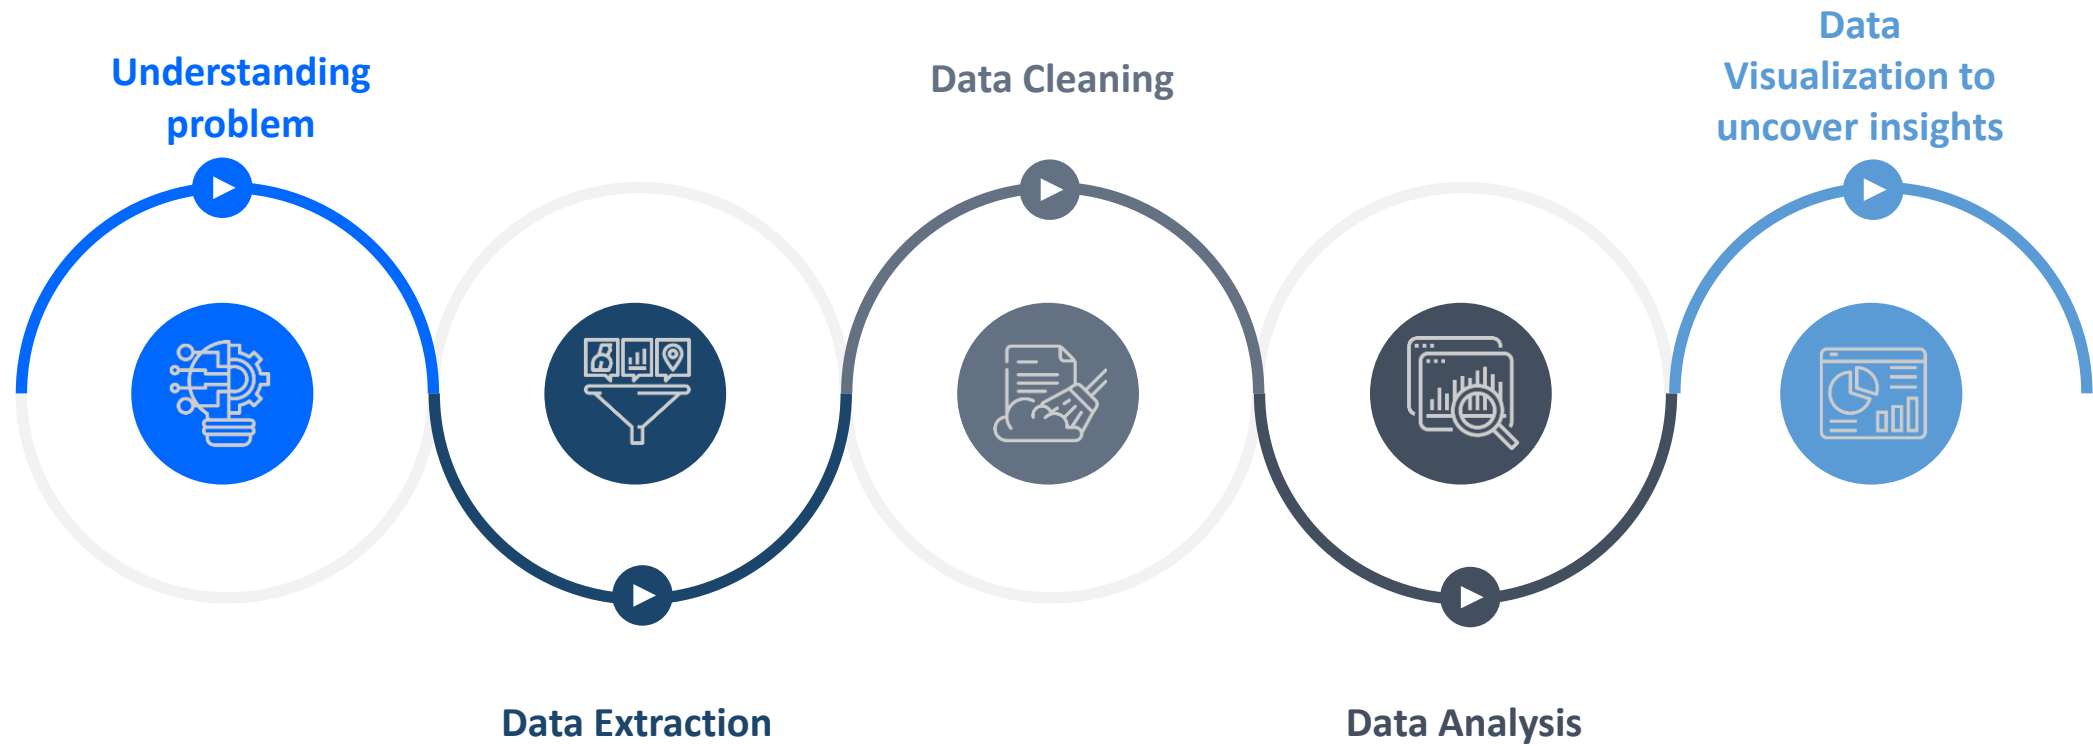 Understanding
problem
Data Extraction
Data Cleaning
Data Analysis
Data
Visualization to
uncover insights